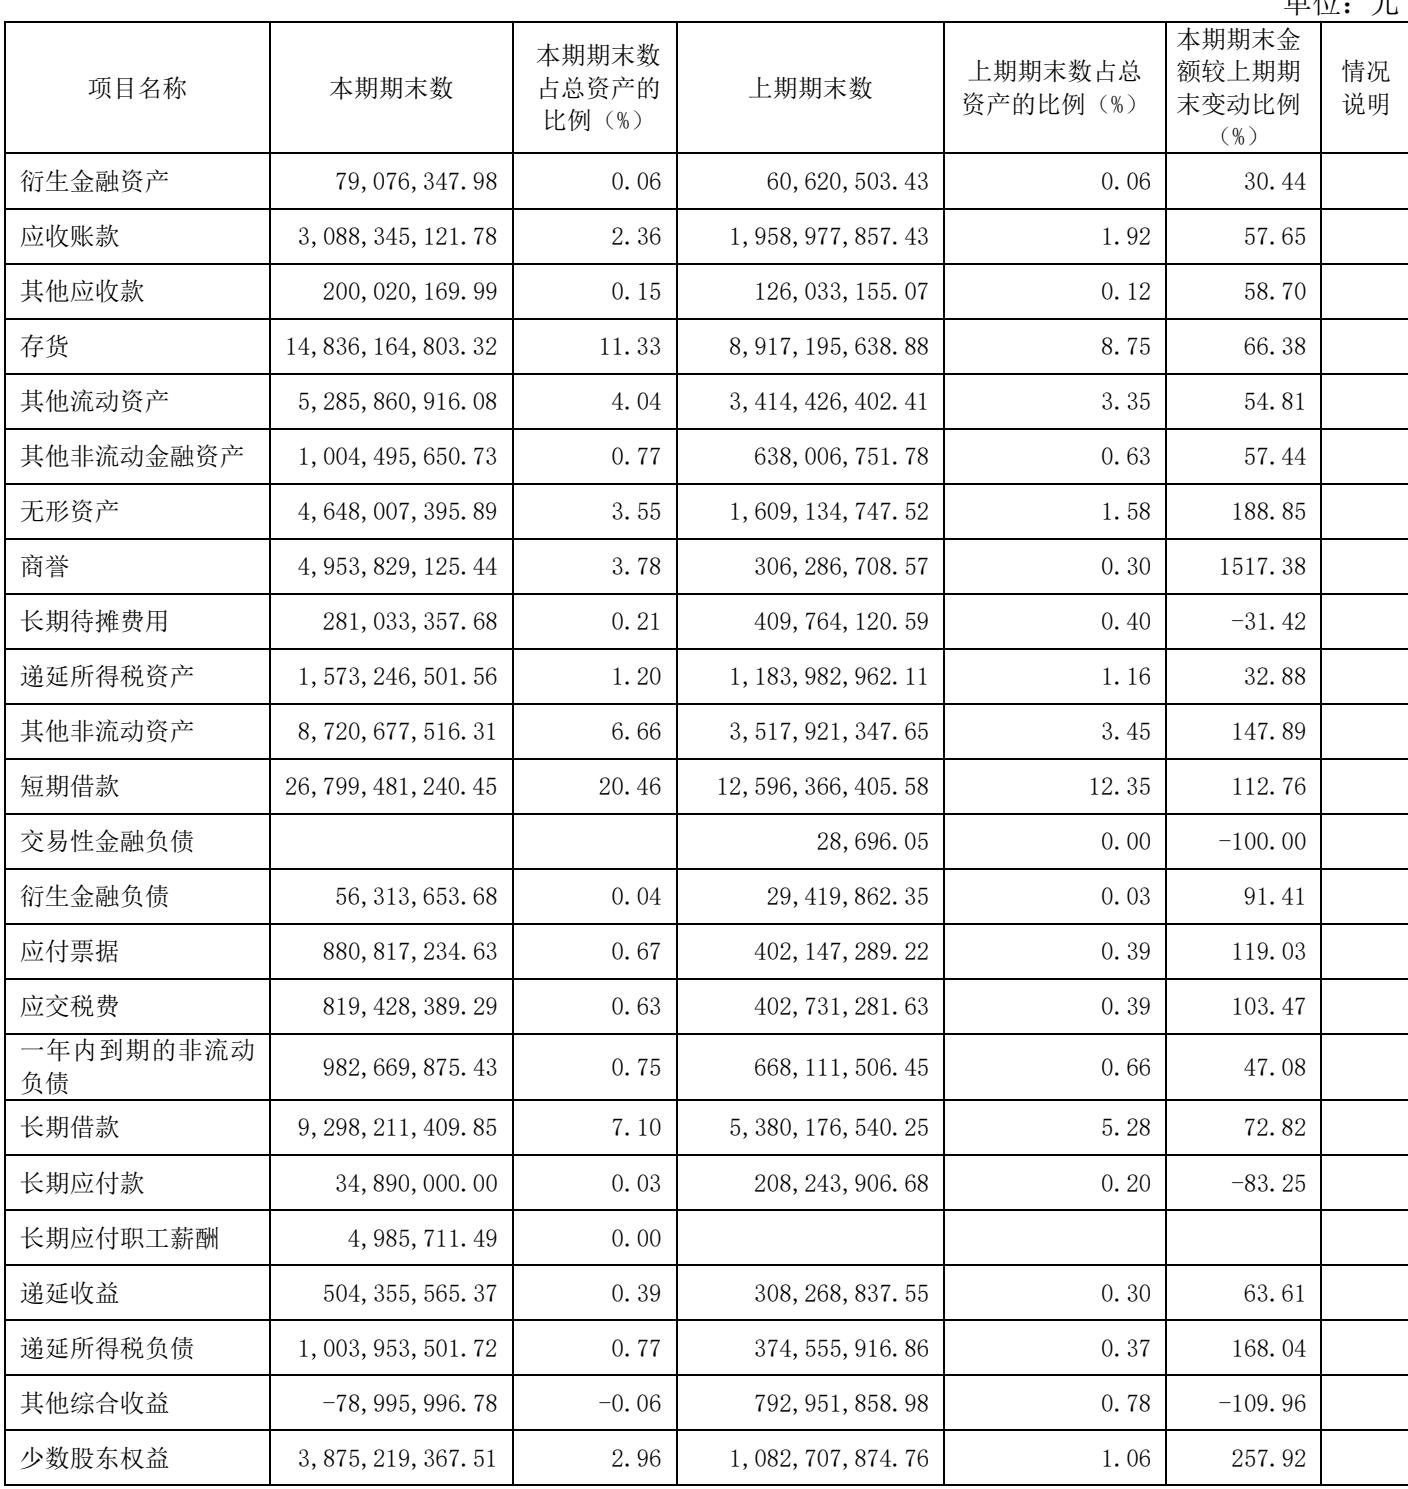 单位：元
项目名称 本期期末数 本期期末数占总资产的比例（%） 上期期末数 上期期末数占总资产的比例（%） 本期期末金额较上期期末变动比例（%） 情况说明
衍生金融资产 79,076,347.98 0.06 60,620,503.43 0.06 30.44
应收账款 3,088,345,121.78 2.36 1,958,977,857.43 1.92 57.65
其他应收款 200,020,169.99 0.15 126,033,155.07 0.12 58.70
存货 14,836,164,803.32 11.33 8,917,195,638.88 8.75 66.38
其他流动资产 5,285,860,916.08 4.04 3,414,426,402.41 3.35 54.81
其他非流动金融资产 1,004,495,650.73 0.77 638,006,751.78 0.63 57.44
无形资产 4,648,007,395.89 3.55 1,609,134,747.52 1.58 188.85
商誉 4,953,829,125.44 3.78 306,286,708.57 0.30 1517.38
长期待摊费用 281,033,357.68 0.21 409,764,120.59 0.40 -31.42
递延所得税资产 1,573,246,501.56 1.20 1,183,982,962.11 1.16 32.88
其他非流动资产 8,720,677,516.31 6.66 3,517,921,347.65 3.45 147.89
短期借款 26,799,481,240.45 20.46 12,596,366,405.58 12.35 112.76
交易性金融负债 28,696.05 0.00 -100.00
衍生金融负债 56,313,653.68 0.04 29,419,862.35 0.03 91.41
应付票据 880,817,234.63 0.67 402,147,289.22 0.39 119.03
应交税费 819,428,389.29 0.63 402,731,281.63 0.39 103.47
一年内到期的非流动负债 982,669,875.43 0.75 668,111,506.45 0.66 47.08
长期借款 9,298,211,409.85 7.10 5,380,176,540.25 5.28 72.82
长期应付款 34,890,000.00 0.03 208,243,906.68 0.20 -83.25
长期应付职工薪酬 4,985,711.49 0.00
递延收益 504,355,565.37 0.39 308,268,837.55 0.30 63.61
递延所得税负债 1,003,953,501.72 0.77 374,555,916.86 0.37 168.04
其他综合收益 -78,995,996.78 -0.06 792,951,858.98 0.78 -109.96
少数股东权益 3,875,219,367.51 2.96 1,082,707,874.76 1.06 257.92